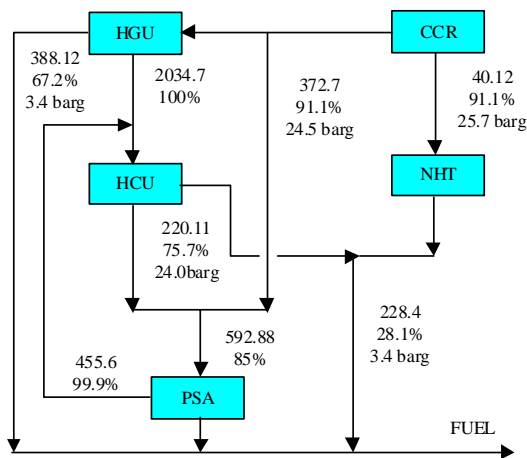 HGU
CCR
388.12
67.2%
3.4 barg
2034.7
100%
372.7
91.1%
24.5 barg
40.12
91.1%
25.7 barg
HCU
NHT
220.11
75.7%
24.0barg
228.4
28.1%
3.4 barg
592.88
85%
455.6
99.9%
PSA
FUEL